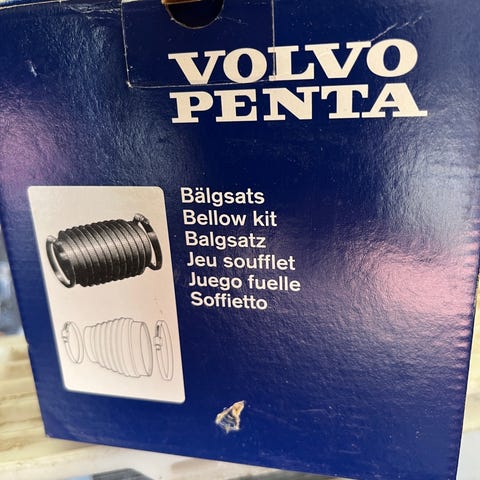 VOLVO
PENTA
Bälgsats
Bellow kit
Balgsatz
Jeu soufflet
Juego fuelle
Soffietto